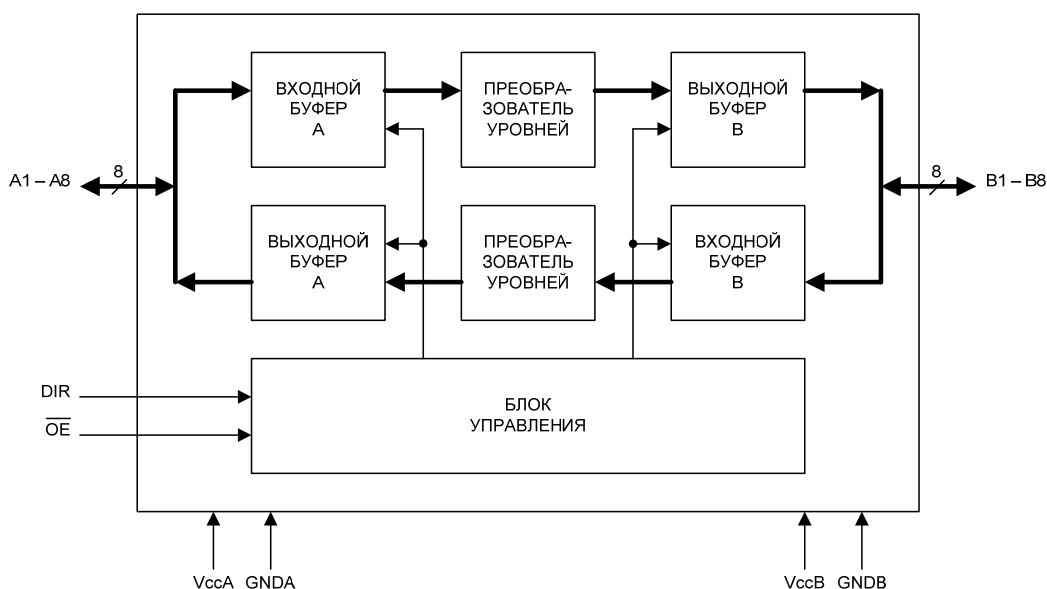 ВХОДНОЙ
БУФЕР
А
ПРЕОБРА-
ЗОВАТЕЛЬ
УРОВНЕЙ
ВЫХОДНОЙ
БУФЕР
В
A1 – A8
8
8
B1 – B8
ВЫХОДНОЙ
БУФЕР
А
ПРЕОБРА-
ЗОВАТЕЛЬ
УРОВНЕЙ
ВХОДНОЙ
БУФЕР
В
DIR
O̅E̅
БЛОК
УПРАВЛЕНИЯ
VccA GNDA
VccB GNDB